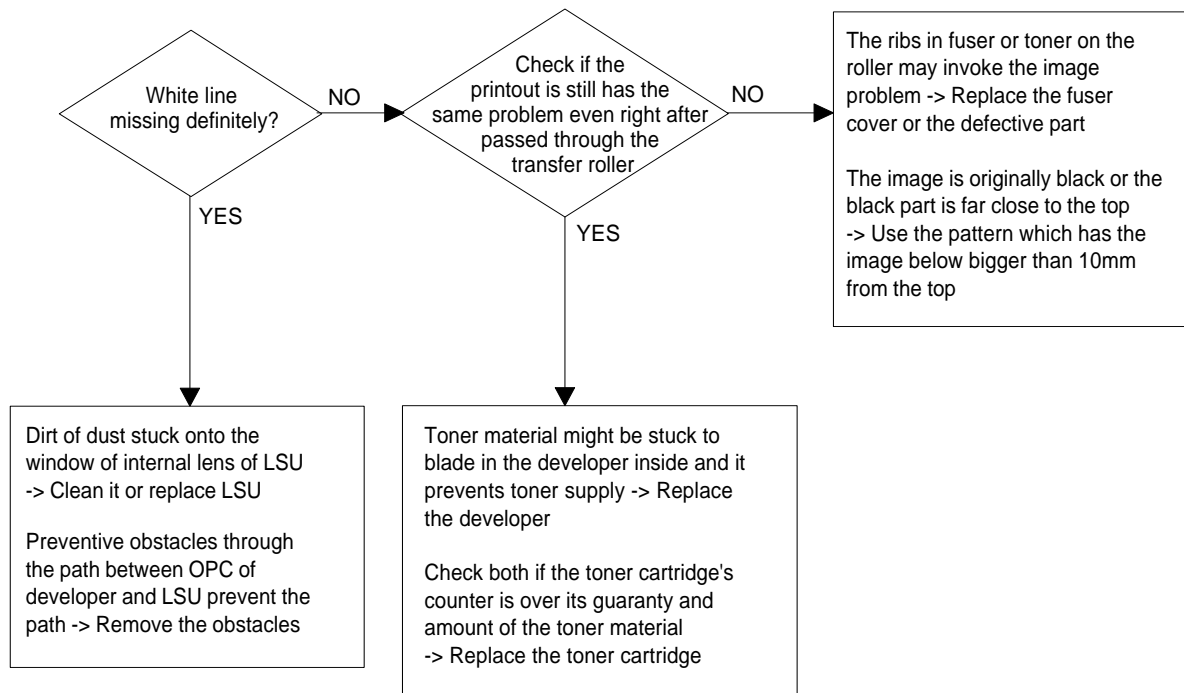 White line
missing definitely?
NO
YES
Check if the
printout is still has the
same problem even right after
passed through the
transfer roller
NO
YES
The ribs in fuser or toner on the
roller may invoke the image
problem -> Replace the fuser
cover or the defective part
The image is originally black or the
black part is far close to the top
-> Use the pattern which has the
image below bigger than 10mm
from the top
Dirt of dust stuck onto the
window of internal lens of LSU
-> Clean it or replace LSU
Preventive obstacles through
the path between OPC of
developer and LSU prevent the
path -> Remove the obstacles
Toner material might be stuck to
blade in the developer inside and it
prevents toner supply -> Replace
the developer
Check both if the toner cartridge's
counter is over its guaranty and
amount of the toner material
-> Replace the toner cartridge